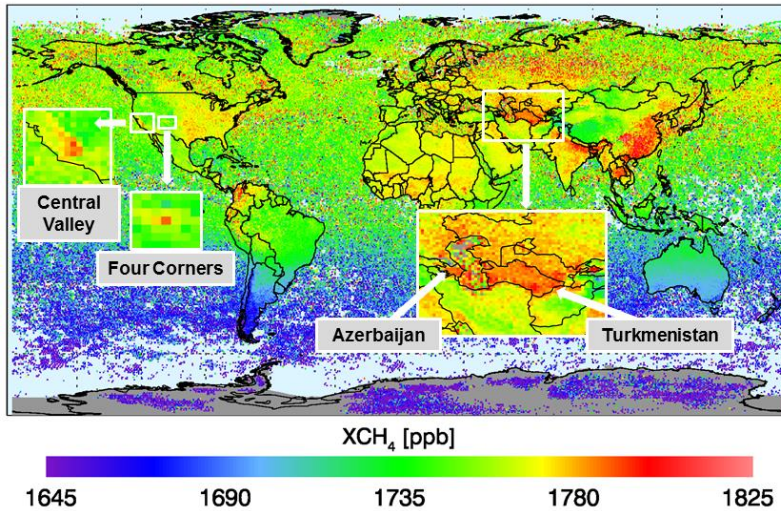 Central
Valley
Four Corners
Azerbaijan
Turkmenistan
XCH₄ [ppb]
1645 1690 1735 1780 1825